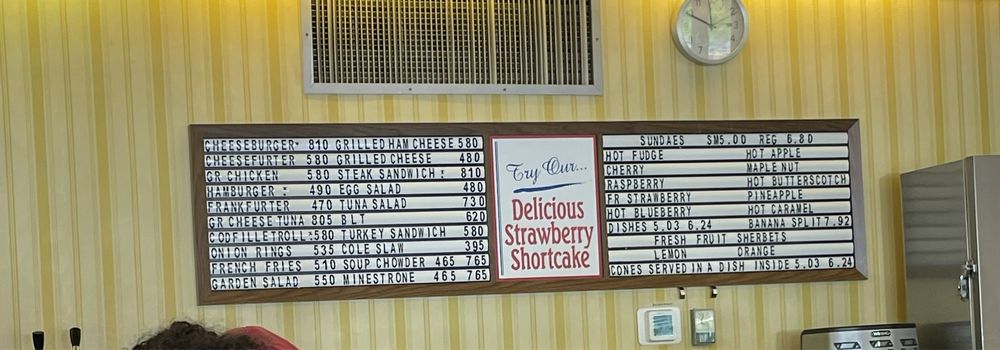 CHEESEBURGER* 810 GRILLED HAM CHEESE 580
CHEESEFURTER 580 GRILLED CHEESE 480
GR CHICKEN 580 STEAK SANDWICH * 810
HAMBURGER * 490 EGG SALAD 480
FRANKFURTER 470 TUNA SALAD 730
GR CHEESE TUNA 805 BLT 620
CODFILLETROLL *580 TURKEY SANDWICH 580
ONION RINGS 535 COLE SLAW 395
FRENCH FRIES 510 SOUP CHOWDER 465 765
GARDEN SALAD 550 MINESTRONE 465 765
Try Our...
Delicious
Strawberry
Shortcake
SUNDAES SM5.00 REG 6.80
HOT FUDGE HOT APPLE
CHERRY MAPLE NUT
RASPBERRY HOT BUTTERSCOTCH
FR STRAWBERRY PINEAPPLE
HOT BLUEBERRY HOT CARAMEL
DISHES 5.03 6.24 BANANA SPLIT 7.92
FRESH FRUIT SHERBETS
LEMON ORANGE
CONES SERVED IN A DISH INSIDE 5.03 6.24